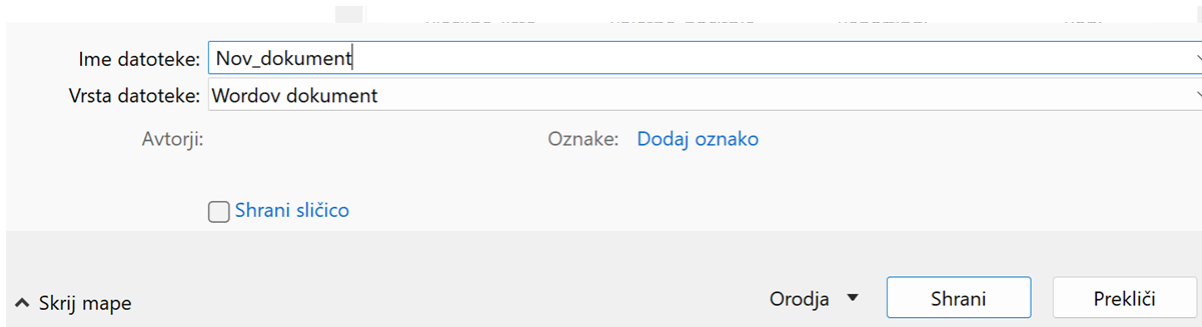 Ime datoteke: Nov_dokument
Vrsta datoteke: Wordov dokument
Avtorji: Oznake: Dodaj oznako
Shrani sličico
Skrij mape Orodja Shrani Prekliči